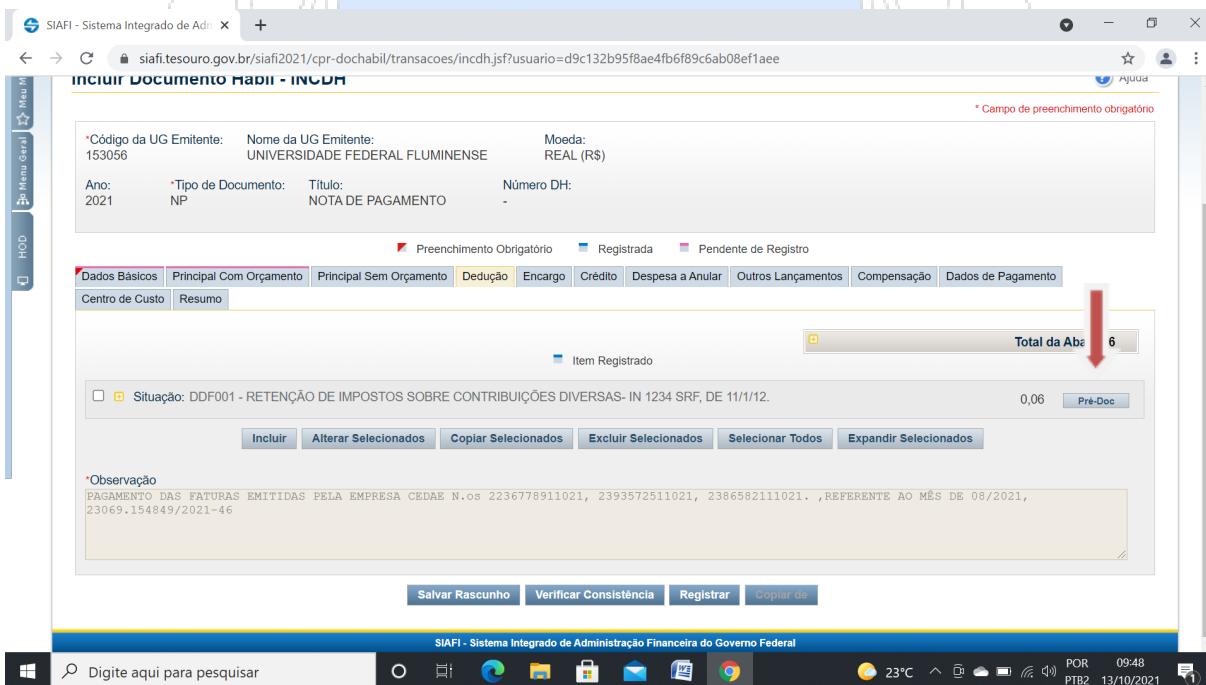 SIAFI - Sistema Integrado de Adn
siafi.tesouro.gov.br/siafi2021/cpr-dochabil/transacoes/incdh.jsf?usuario=d9c132b95f8ae4fb6f89c6ab08ef1aee
Incluir Documento Hábil - INCDH
Ajuda
* Campo de preenchimento obrigatório
Meu M
Menu Geral
HOD
*Código da UG Emitente: Nome da UG Emitente: Moeda:
153056 UNIVERSIDADE FEDERAL FLUMINENSE REAL (R$)
Ano: *Tipo de Documento: Título: Número DH:
2021 NP NOTA DE PAGAMENTO -
Preenchimento Obrigatório Registrada Pendente de Registro
Dados Básicos Principal Com Orçamento Principal Sem Orçamento Dedução Encargo Crédito Despesa a Anular Outros Lançamentos Compensação Dados de Pagamento
Centro de Custo Resumo
Total da Aba 6
Item Registrado
Situação: DDF001 - RETENÇÃO DE IMPOSTOS SOBRE CONTRIBUIÇÕES DIVERSAS- IN 1234 SRF, DE 11/1/12. 0,06 Pré-Doc
Incluir Alterar Selecionados Copiar Selecionados Excluir Selecionados Selecionar Todos Expandir Selecionados
*Observação
PAGAMENTO DAS FATURAS EMITIDAS PELA EMPRESA CEDAE N.os 2236778911021, 2393572511021, 2386582111021. ,REFERENTE AO MÊS DE 08/2021,
23069.154849/2021-46
Salvar Rascunho Verificar Consistência Registrar Copiar de
SIAFI - Sistema Integrado de Administração Financeira do Governo Federal
Digite aqui para pesquisar
23°C
POR 09:48
PTB2 13/10/2021
1